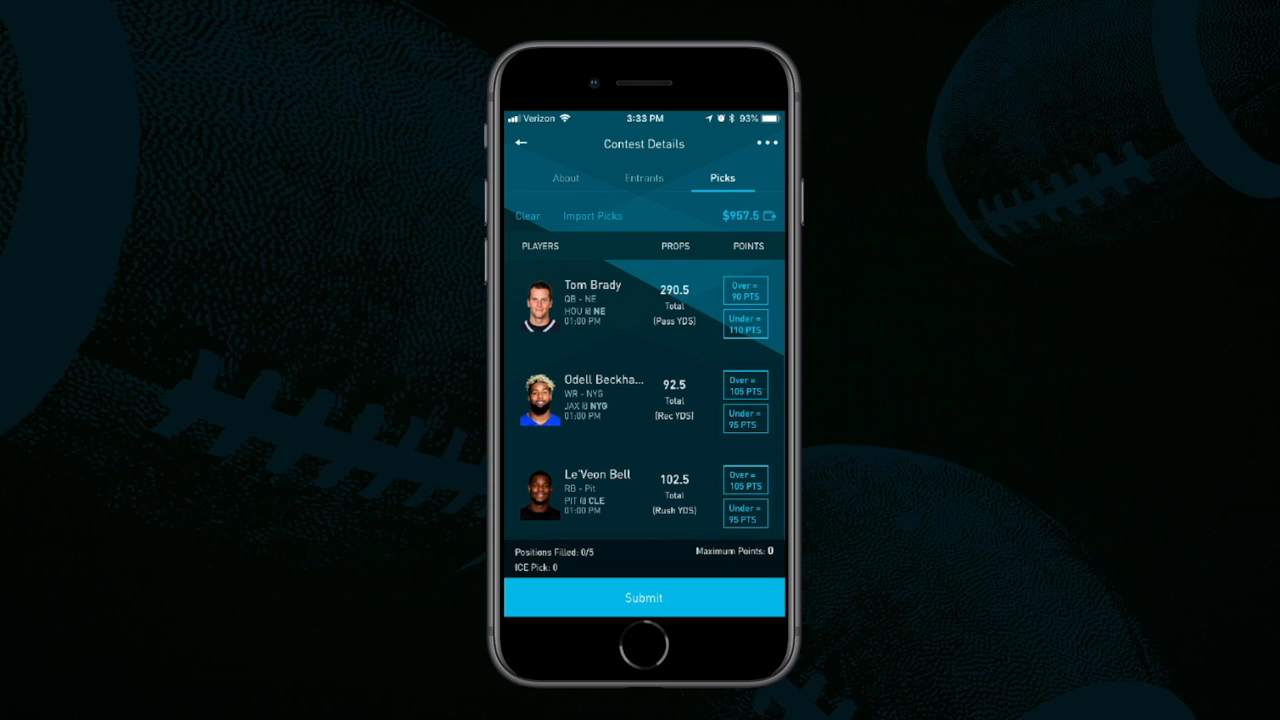 Verizon 3:33 PM 93%
Contest Details
About Entrants Picks
Clear Import Picks $957.5
PLAYERS PROPS POINTS
Tom Brady
QB - NE
HOU @ NE
01:00 PM
290.5
Total
(Pass YDS)
Over =
90 PTS
Under =
110 PTS
Odell Beckha...
WR - NYG
JAX @ NYG
01:00 PM
92.5
Total
(Rec YDS)
Over =
105 PTS
Under =
95 PTS
Le'Veon Bell
RB - Pit
PIT @ CLE
01:00 PM
102.5
Total
(Rush YDS)
Over =
105 PTS
Under =
95 PTS
Positions Filled: 0/5 Maximum Points: 0
ICE Pick: 0
Submit